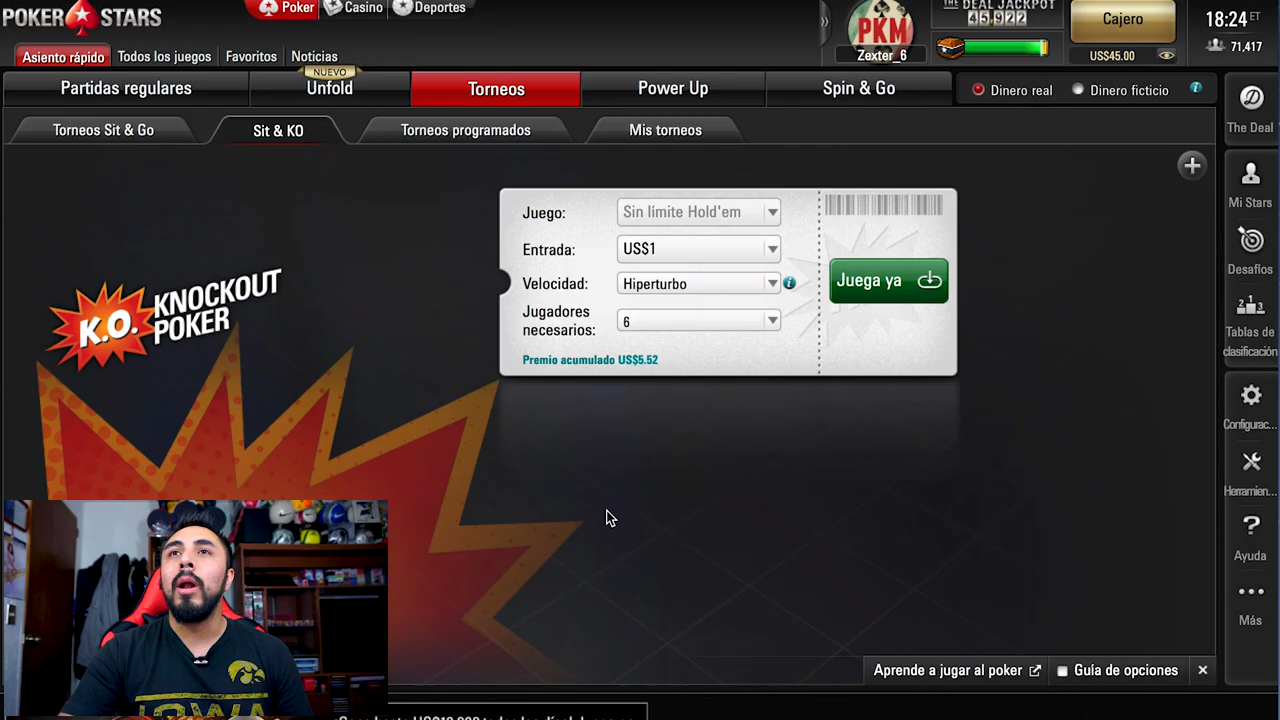 POKER STARS
Poker
Casino
Deportes
THE DEAL JACKPOT
45,922
Cajero
18:24 ET
PKM
Zexter_6
US$45.00
71,417
Asiento rápido
Todos los juegos
Favoritos
Noticias
NUEVO
Partidas regulares
Unfold
Torneos
Power Up
Spin & Go
Dinero real
Dinero ficticio
Torneos Sit & Go
Sit & KO
Torneos programados
Mis torneos
The Deal
Mi Stars
Desafíos
Tablas de
clasificación
Configurac...
Herramien...
Ayuda
Más
Juego:
Sin límite Hold'em
Entrada:
US$1
Velocidad:
Hiperturbo
Jugadores
necesarios:
6
Premio acumulado US$5.52
Juega ya
K.O. KNOCKOUT
POKER
Aprende a jugar al poker
Guía de opciones
IOWA